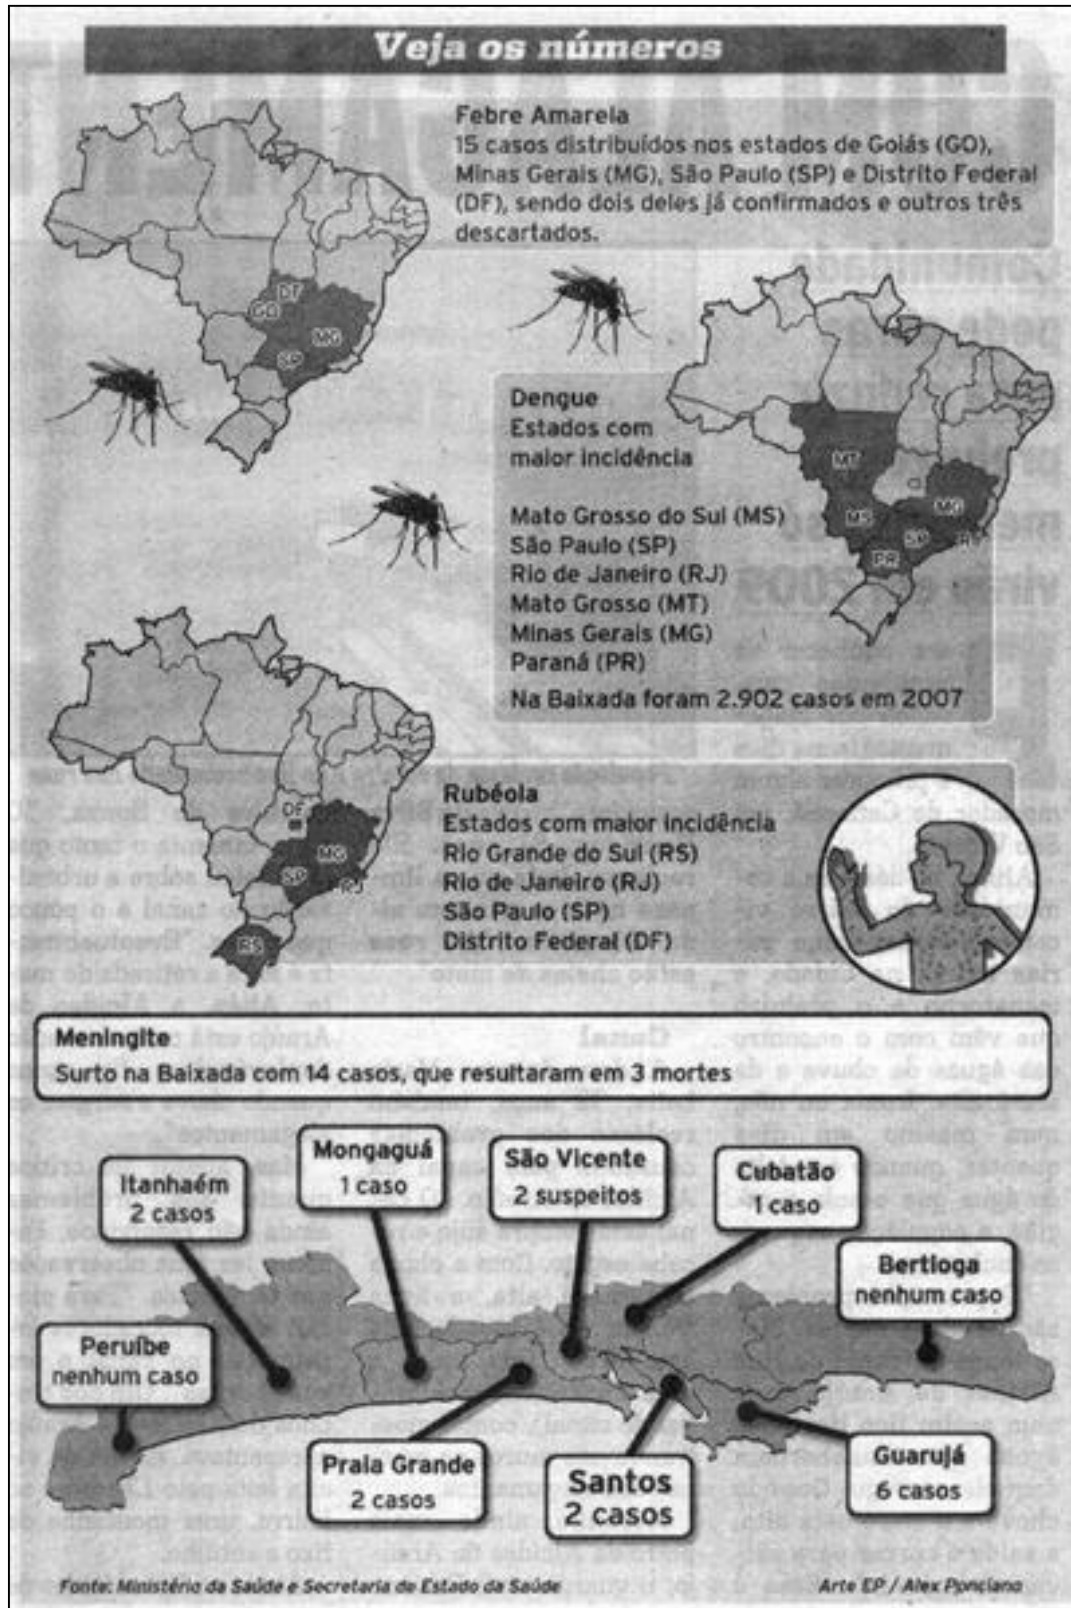 Veja os números
Febre Amarela
15 casos distribuídos nos estados de Goiás (GO),
Minas Gerais (MG), São Paulo (SP) e Distrito Federal
(DF), sendo dois deles já confirmados e outros três
descartados.
DF
GO
MG
SP
Dengue
Estados com
maior incidência
Mato Grosso do Sul (MS)
São Paulo (SP)
Rio de Janeiro (RJ)
Mato Grosso (MT)
Minas Gerais (MG)
Paraná (PR)
Na Baixada foram 2.902 casos em 2007
MT
MG
MS
SP
RJ
PR
Rubéola
Estados com maior incidência
Rio Grande do Sul (RS)
Rio de Janeiro (RJ)
São Paulo (SP)
Distrito Federal (DF)
DF
MG
SP
RJ
RS
Meningite
Surto na Baixada com 14 casos, que resultaram em 3 mortes
Itanhaém
2 casos
Mongaguá
1 caso
São Vicente
2 suspeitos
Cubatão
1 caso
Bertioga
nenhum caso
Peruíbe
nenhum caso
Praia Grande
2 casos
Santos
2 casos
Guarujá
6 casos
Fonte: Ministério da Saúde e Secretaria de Estado da Saúde
Arte EP / Alex Ponciano